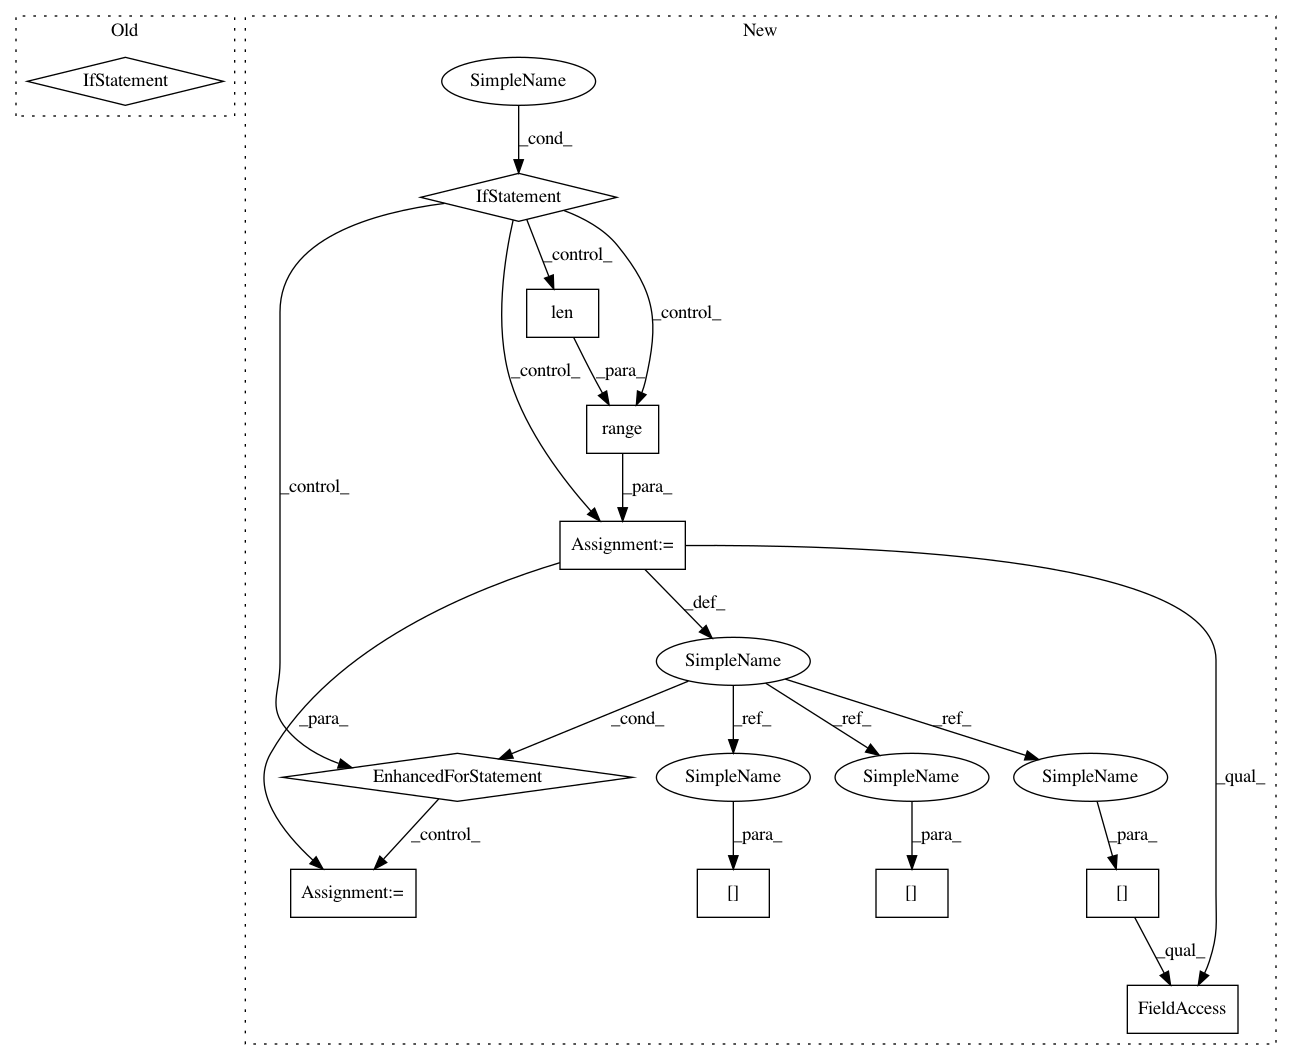 Old
New
IfStatement
SimpleName
_cond_
IfStatement
_control_
len
_control_
_control_
_para_
range
_control_
_para_
Assignment:=
_def_
SimpleName
_para_
_cond_
_ref_
_ref_
_ref_
_qual_
EnhancedForStatement
SimpleName
SimpleName
SimpleName
_control_
_para_
_para_
_para_
Assignment:=
[]
[]
[]
_qual_
FieldAccess